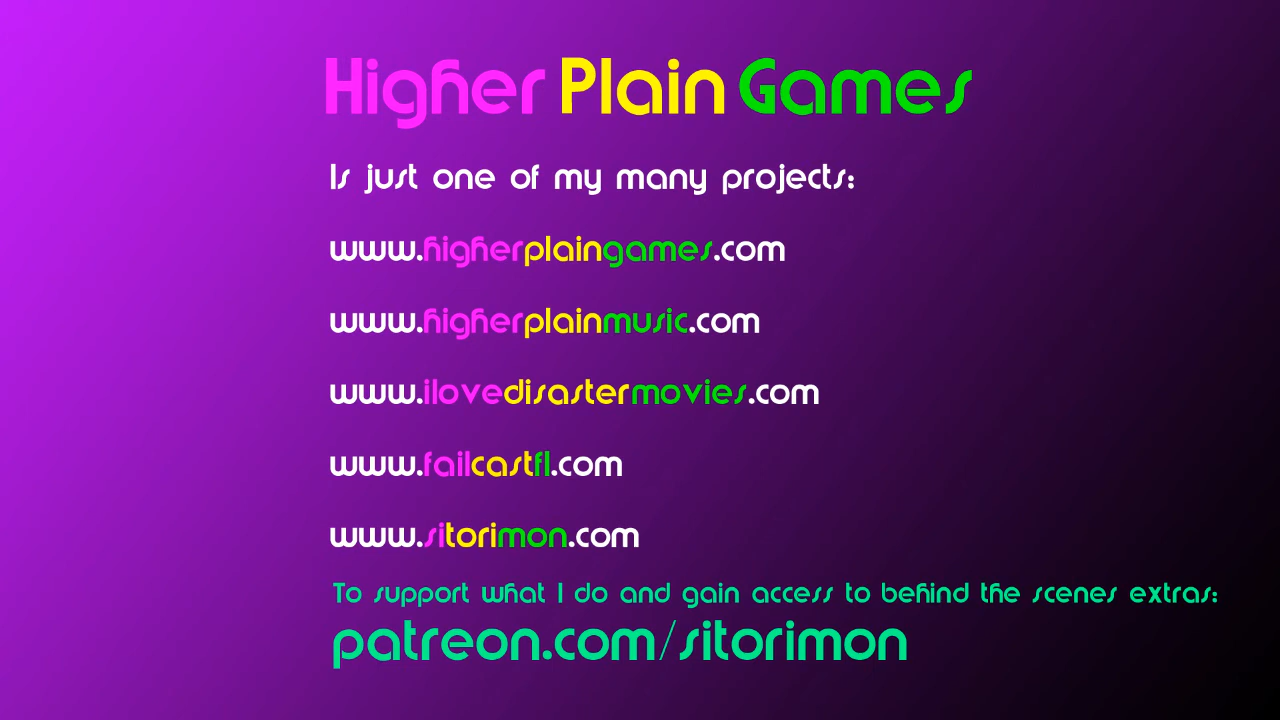 Higher Plain Games
Is just one of my many projects:
www.higherplaingames.com
www.higherplainmusic.com
www.ilovedisastermovies.com
www.failcastfl.com
www.sitorimon.com
To support what I do and gain access to behind the scenes extras:
patreon.com/sitorimon